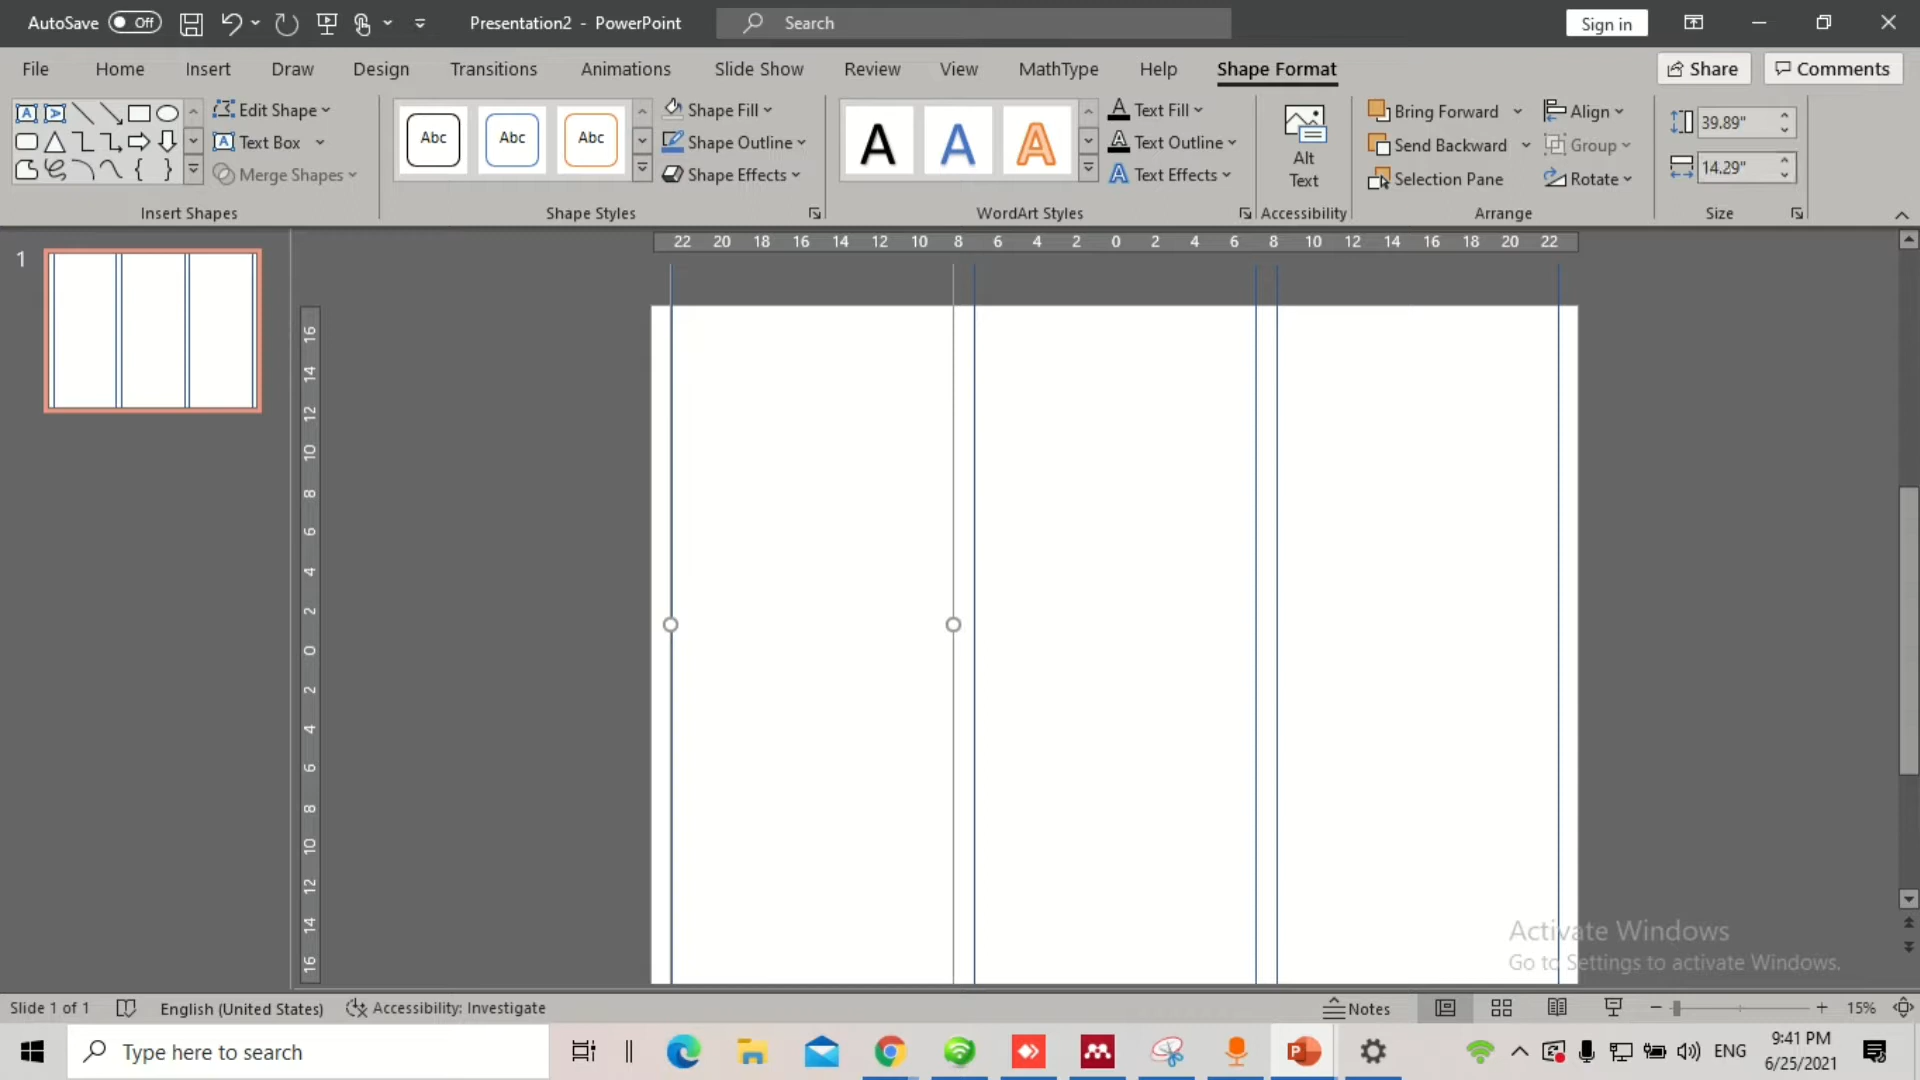 AutoSave Off Presentation2 - PowerPoint Search Sign in
File Home Insert Draw Design Transitions Animations Slide Show Review View MathType Help Shape Format Share Comments
Edit Shape Abc Abc Abc Shape Fill A A A Text Fill Bring Forward Align 39.89"
Text Box Shape Outline Text Outline Alt Text Send Backward Group 14.29"
Merge Shapes Shape Effects Text Effects Selection Pane Rotate
Insert Shapes Shape Styles WordArt Styles Accessibility Arrange Size
22 20 18 16 14 12 10 8 6 4 2 0 2 4 6 8 10 12 14 16 18 20 22
1
16
14
12
10
8
6
4
2
0
2
4
6
8
10
12
14
16
Activate Windows
Go to Settings to activate Windows.
Slide 1 of 1 English (United States) Accessibility: Investigate Notes 15%
Type here to search ENG 9:41 PM
6/25/2021